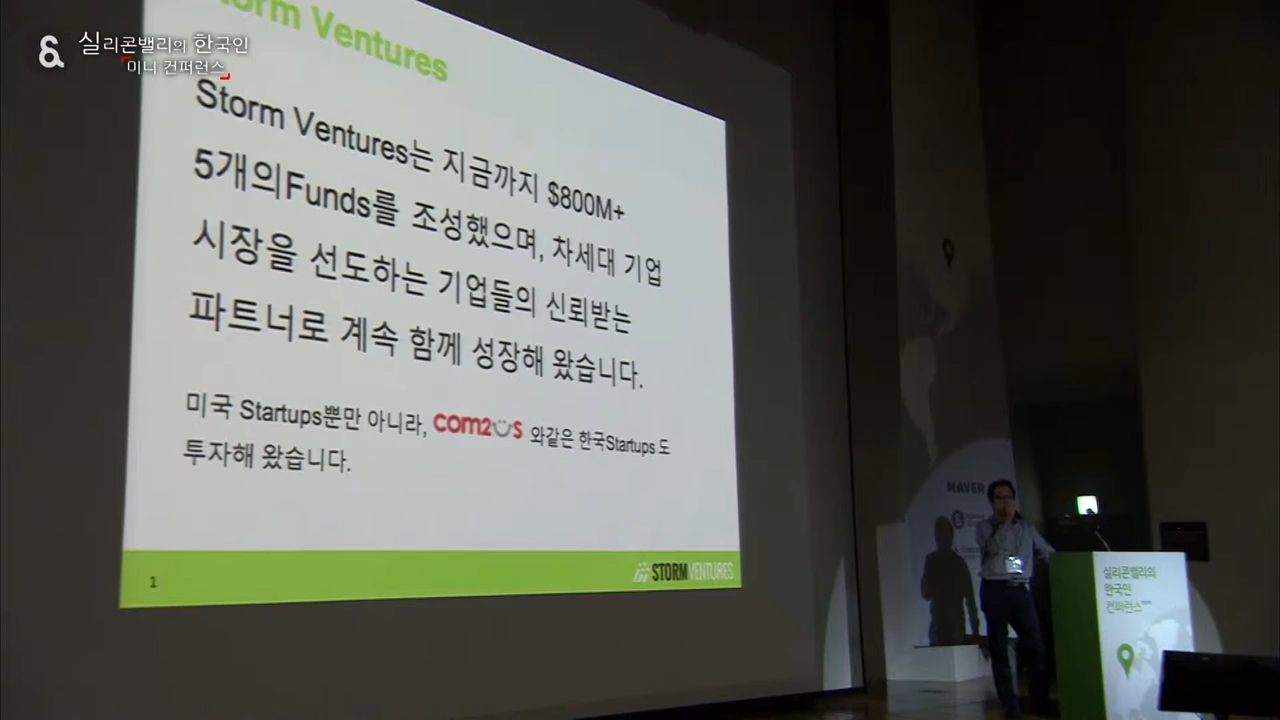 실리콘밸리의 한국인
미니 컨퍼런스
Storm Ventures
Storm Ventures는 지금까지 $800M+
5개의Funds를 조성했으며, 차세대 기업
시장을 선도하는 기업들의 신뢰받는
파트너로 계속 함께 성장해 왔습니다.
미국 Startups뿐만 아니라, com2us 와같은 한국Startups 도
투자해 왔습니다.
1
STORMVENTURES
NAVER
실리콘밸리의
한국인
컨퍼런스